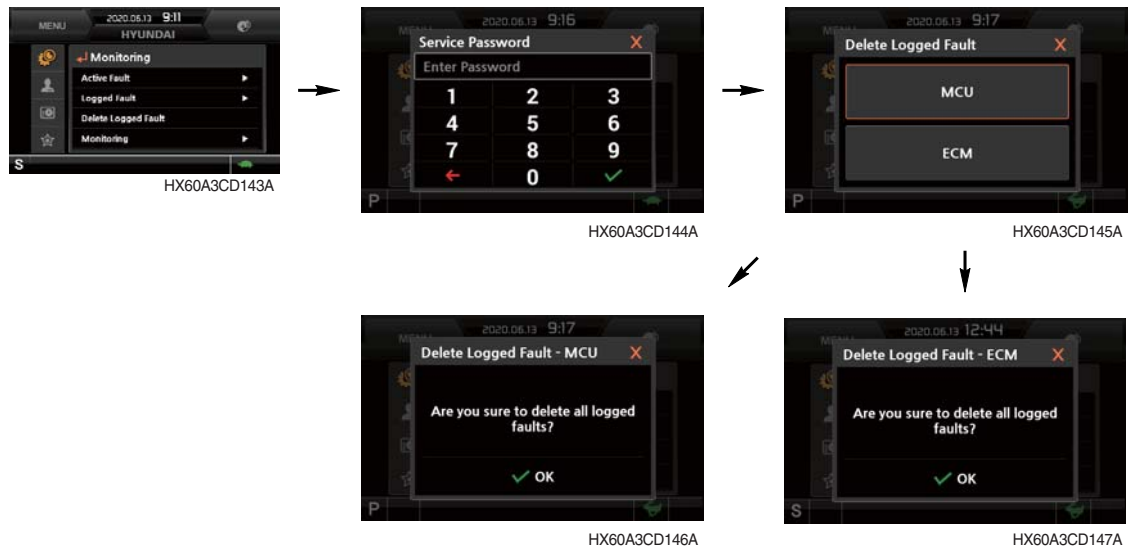 MENU
2020.06.13 9:11
HYUNDAI
Monitoring
Active Fault
Logged Fault
Delete Logged Fault
Monitoring
S
HX60A3CD143A
2020.06.13 9:16
Service Password X
Enter Password
1 2 3
4 5 6
7 8 9
0
P
HX60A3CD144A
2020.06.13 9:17
Delete Logged Fault X
MCU
ECM
P
HX60A3CD145A
2020.06.13 9:17
Delete Logged Fault - MCU X
Are you sure to delete all logged
faults?
OK
P
HX60A3CD146A
2020.06.13 12:44
Delete Logged Fault - ECM X
Are you sure to delete all logged
faults?
OK
S
HX60A3CD147A